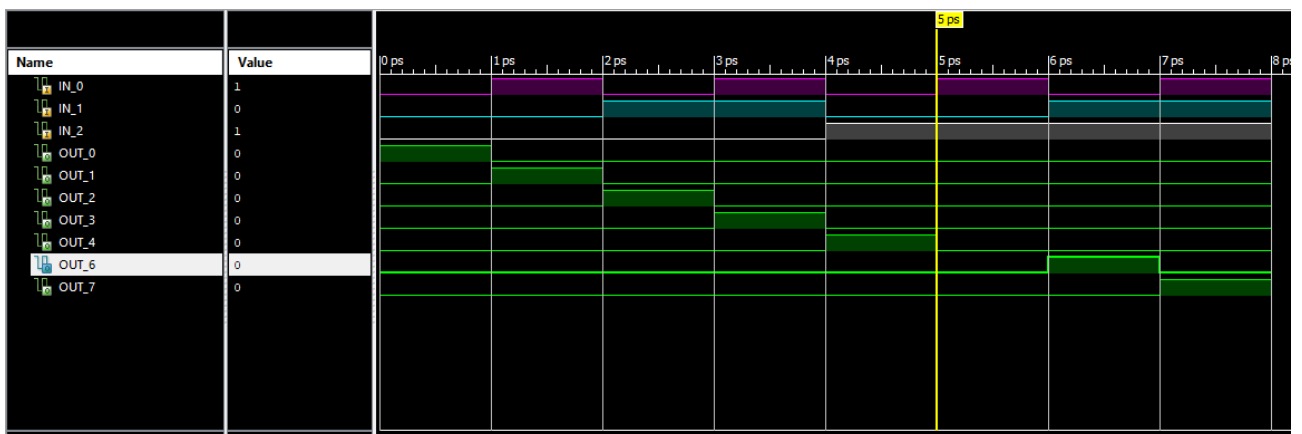 5 ps
Name Value 0 ps 1 ps 2 ps 3 ps 4 ps 5 ps 6 ps 7 ps 8 ps
IN_0 1
IN_1 0
IN_2 1
OUT_0 0
OUT_1 0
OUT_2 0
OUT_3 0
OUT_4 0
OUT_6 0
OUT_7 0